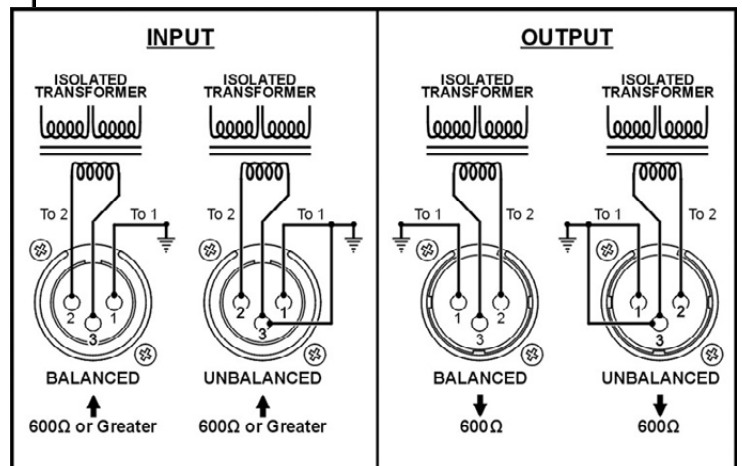 INPUT
OUTPUT
ISOLATED
TRANSFORMER
ISOLATED
TRANSFORMER
ISOLATED
TRANSFORMER
ISOLATED
TRANSFORMER
To 2
To 1
To 2
To 1
To 1
To 2
To 1
To 2
2
1
3
2
1
3
1
2
3
1
2
3
BALANCED
UNBALANCED
BALANCED
UNBALANCED
600Ω or Greater
600Ω or Greater
600Ω
600Ω